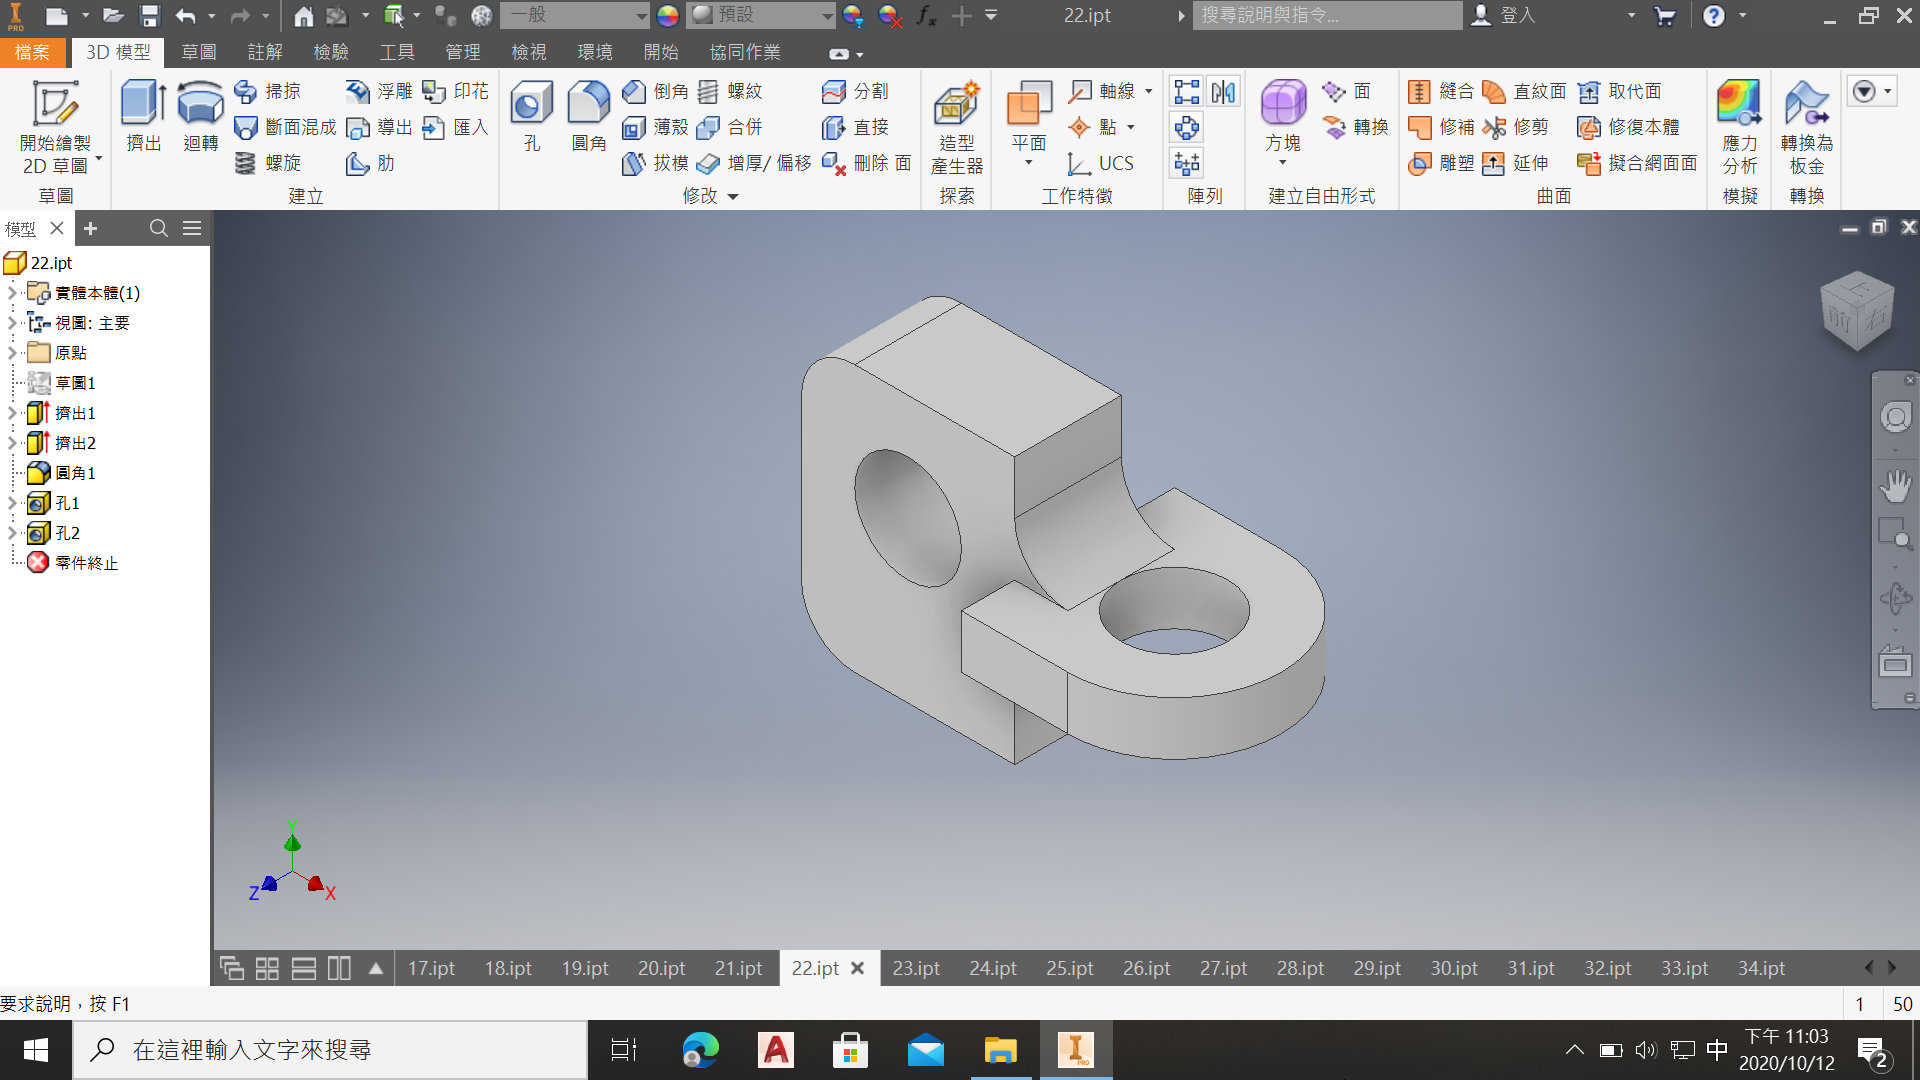 PRO
一般
預設
22.ipt
搜尋說明與指令...
登入
檔案
3D 模型
草圖
註解
檢驗
工具
管理
檢視
環境
開始
協同作業
開始繪製
2D 草圖
草圖
擠出
迴轉
掃掠
斷面混成
螺旋
浮雕
導出
肋
印花
匯入
建立
孔
圓角
倒角
薄殼
拔模
螺紋
合併
增厚/ 偏移
分割
直接
刪除 面
修改
造型
產生器
探索
平面
軸線
點
UCS
工作特徵
陣列
方塊
面
轉換
建立自由形式
縫合
修補
雕塑
直紋面
修剪
延伸
取代面
修復本體
擬合網面面
曲面
應力
分析
模擬
轉換為
板金
轉換
模型
22.ipt
實體本體(1)
視圖: 主要
原點
草圖1
擠出1
擠出2
圓角1
孔1
孔2
零件終止
上
前
右
Y
Z
X
17.ipt
18.ipt
19.ipt
20.ipt
21.ipt
22.ipt
23.ipt
24.ipt
25.ipt
26.ipt
27.ipt
28.ipt
29.ipt
30.ipt
31.ipt
32.ipt
33.ipt
34.ipt
要求說明，按 F1
1
50
在這裡輸入文字來搜尋
PRO
中
下午 11:03
2020/10/12
2